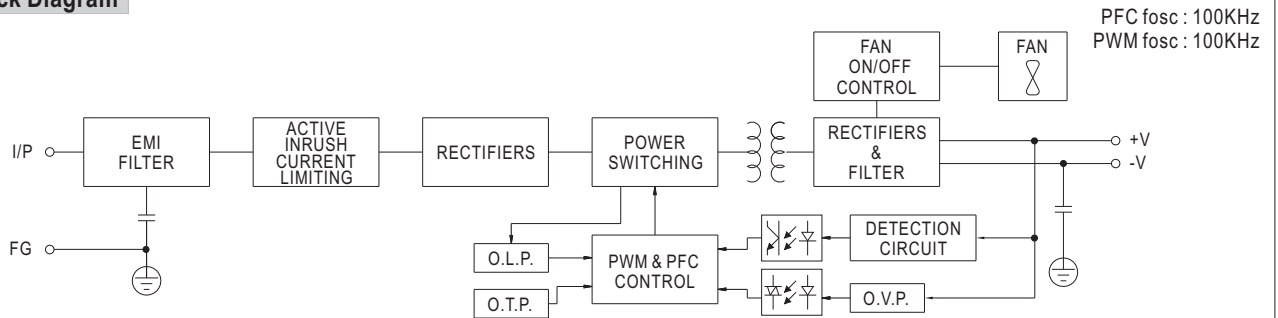 ck Diagram
PFC fosc : 100KHz
PWM fosc : 100KHz
FAN
ON/OFF
CONTROL
FAN
I/P
EMI
FILTER
ACTIVE
INRUSH
CURRENT
LIMITING
RECTIFIERS
POWER
SWITCHING
RECTIFIERS
&
FILTER
+V
-V
FG
O.L.P.
O.T.P.
PWM & PFC
CONTROL
DETECTION
CIRCUIT
O.V.P.